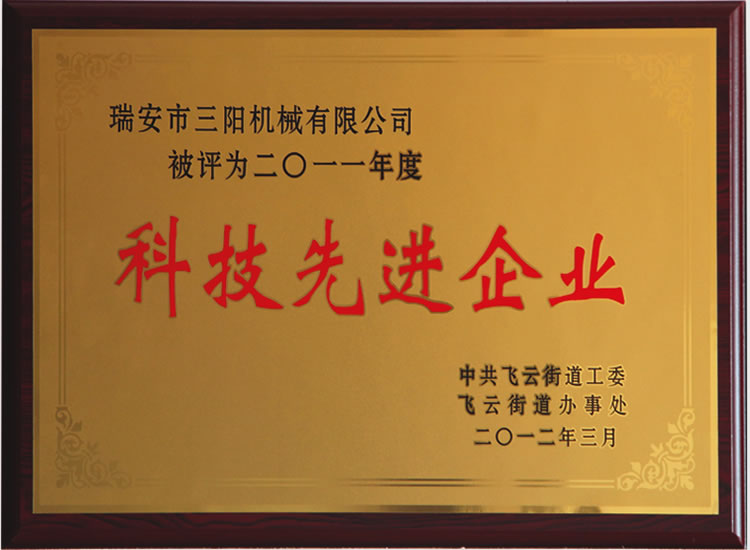 瑞安市三阳机械有限公司
被评为二〇一一年度
科技先进企业
中共飞云街道工委
飞云街道办事处
二〇一二年三月